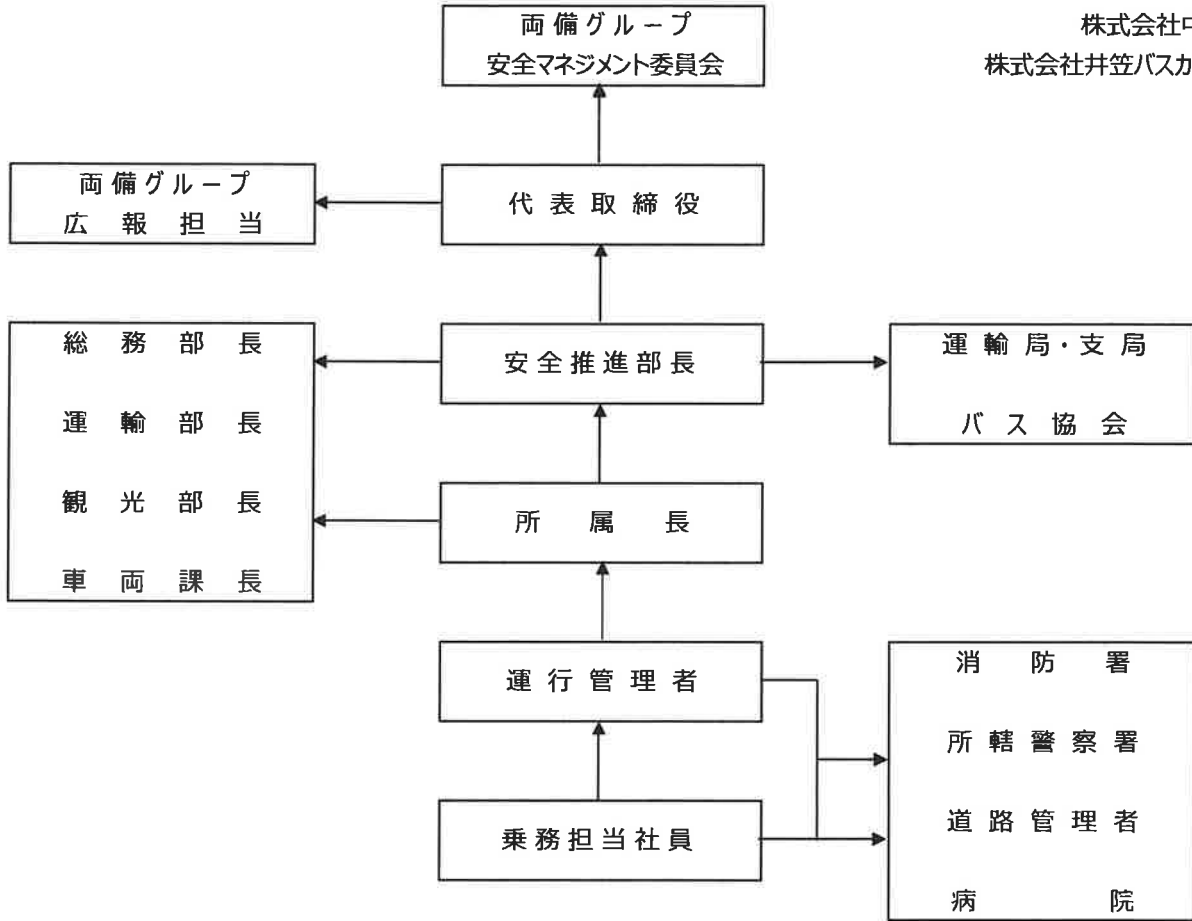 両備グループ
安全マネジメント委員会
株式会社中
株式会社井笠バスカ
両備グループ
広報担当
代表取締役
総務部長
運輸部長
観光部長
車両課長
安全推進部長
運輸局・支局
バス協会
所属長
運行管理者
乗務担当社員
消防署
所轄警察署
道路管理者
病院